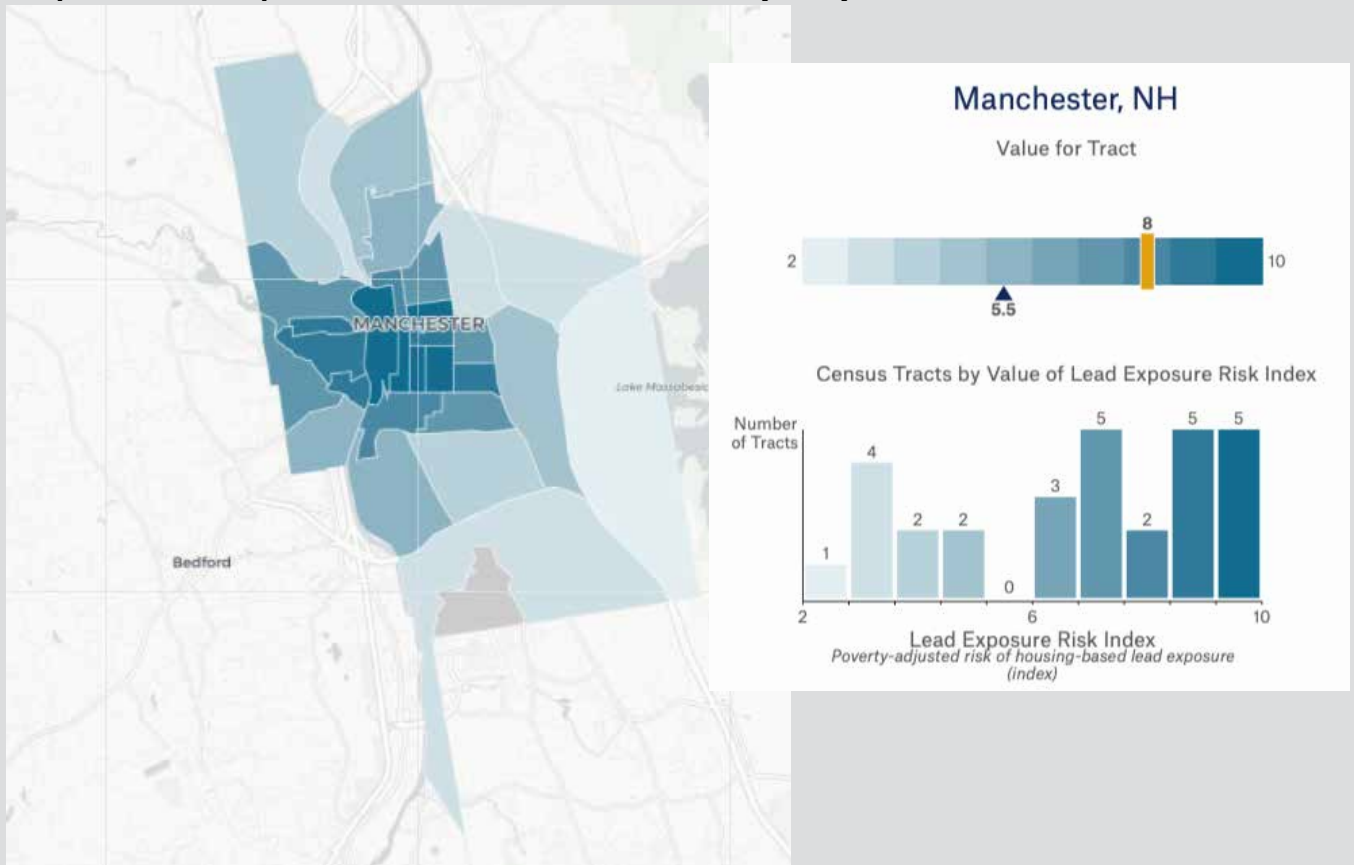 MANCHESTER
Lake Massabesic
Bedford
Manchester, NH
Value for Tract
8
2
10
5.5
Census Tracts by Value of Lead Exposure Risk Index
Number
of Tracts
1
4
2
2
0
3
5
2
5
5
2
6
10
Lead Exposure Risk Index
Poverty-adjusted risk of housing-based lead exposure
(index)